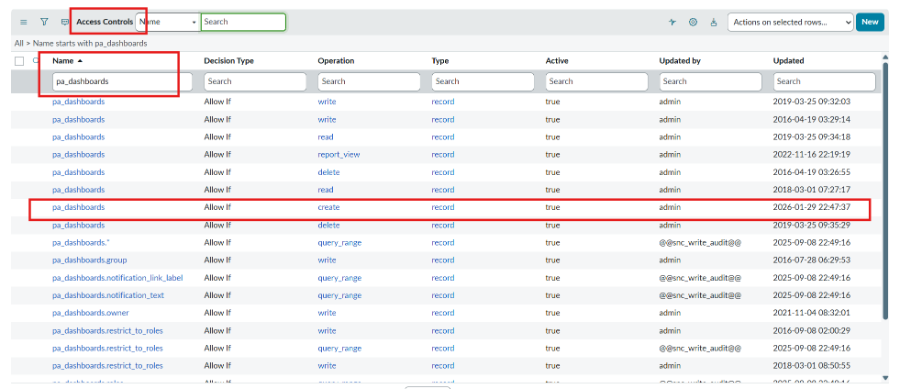 Access Controls Name Search Actions on selected rows... New
All > Name starts with pa_dashboards
Name Decision Type Operation Type Active Updated by Updated
pa_dashboards Search Search Search Search Search Search
pa_dashboards Allow If write record true admin 2019-03-25 09:32:03
pa_dashboards Allow If write record true admin 2016-04-19 03:29:14
pa_dashboards Allow If read record true admin 2019-03-25 09:34:18
pa_dashboards Allow If report_view record true admin 2022-11-16 22:19:19
pa_dashboards Allow If delete record true admin 2016-04-19 03:26:55
pa_dashboards Allow If read record true admin 2018-03-01 07:27:17
pa_dashboards Allow If create record true admin 2026-01-29 22:47:37
pa_dashboards Allow If delete record true admin 2019-03-25 09:35:29
pa_dashboards.* Allow If query_range record true @@snc_write_audit@@ 2025-09-08 22:49:16
pa_dashboards.group Allow If write record true admin 2016-07-28 06:29:53
pa_dashboards.notification_link_label Allow If query_range record true @@snc_write_audit@@ 2025-09-08 22:49:16
pa_dashboards.notification_text Allow If query_range record true @@snc_write_audit@@ 2025-09-08 22:49:16
pa_dashboards.owner Allow If write record true admin 2021-11-04 08:32:01
pa_dashboards.restrict_to_roles Allow If write record true admin 2016-09-08 02:00:29
pa_dashboards.restrict_to_roles Allow If query_range record true @@snc_write_audit@@ 2025-09-08 22:49:16
pa_dashboards.restrict_to_roles Allow If write record true admin 2018-03-01 08:50:55